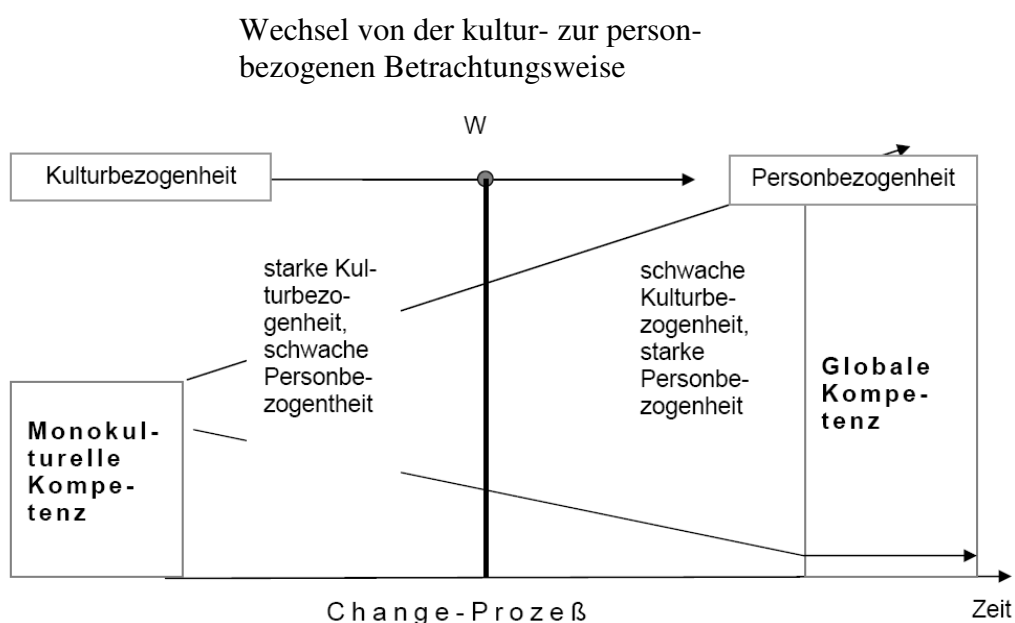 Wechsel von der kultur- zur person-
bezogenen Betrachtungsweise
W
Kulturbezogenheit
Personbezogenheit
starke Kul-
turbezo-
genheit,
schwache
Personbe-
zogentheit
schwache
Kulturbe-
zogenheit,
starke
Personbe-
zogenheit
Globale
Kompe-
tenz
Monokul-
turelle
Kompe-
tenz
Change-Prozeß
Zeit